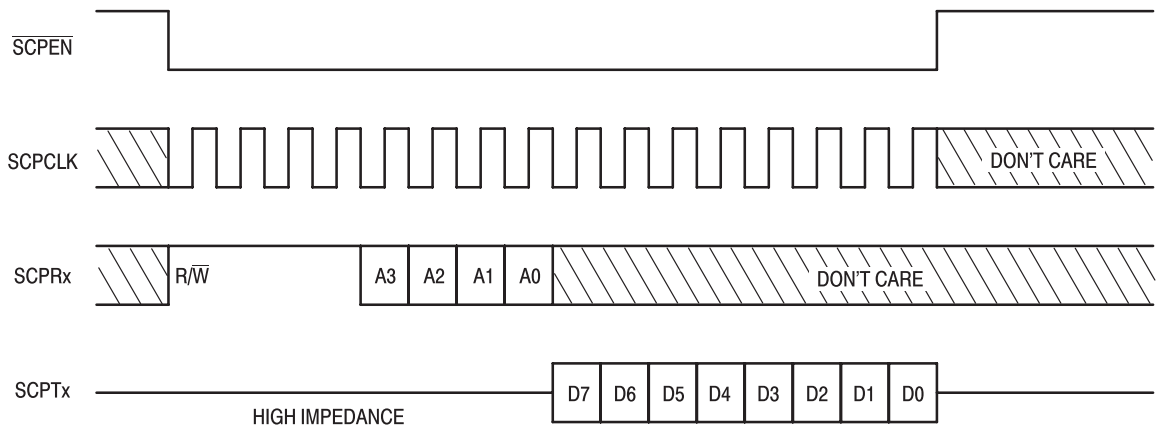 S̅C̅P̅E̅N̅
SCPCLK
DON'T CARE
SCPRx
R/W̅
A3 A2 A1 A0
DON'T CARE
SCPTx
HIGH IMPEDANCE
D7 D6 D5 D4 D3 D2 D1 D0